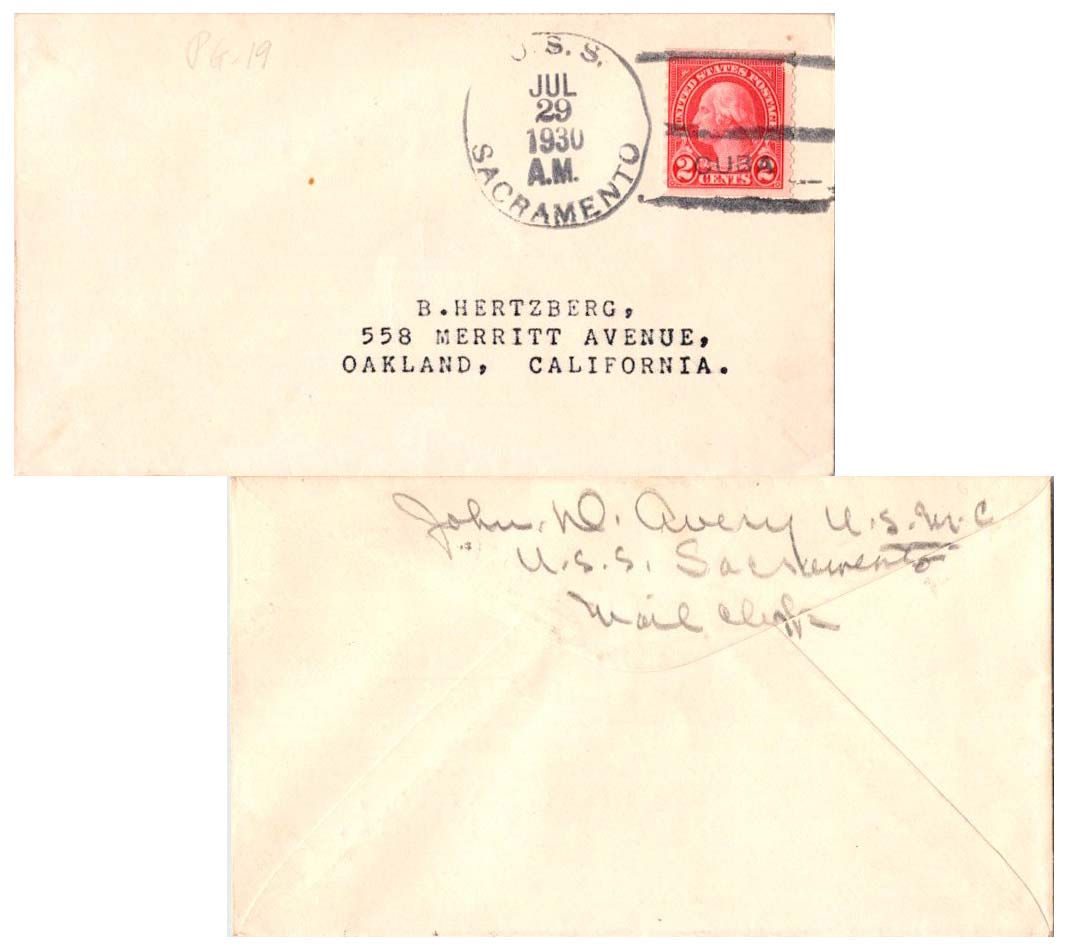 PG-19
U.S.S.
JUL
29
1930
A.M.
SACRAMENTO
UNITED STATES POSTAGE
CUBA
2 CENTS 2
B.HERTZBERG,
558 MERRITT AVENUE,
OAKLAND, CALIFORNIA.
John. D. Avery U.S.M.C
U.S.S. Sacramento
Mail Clerk